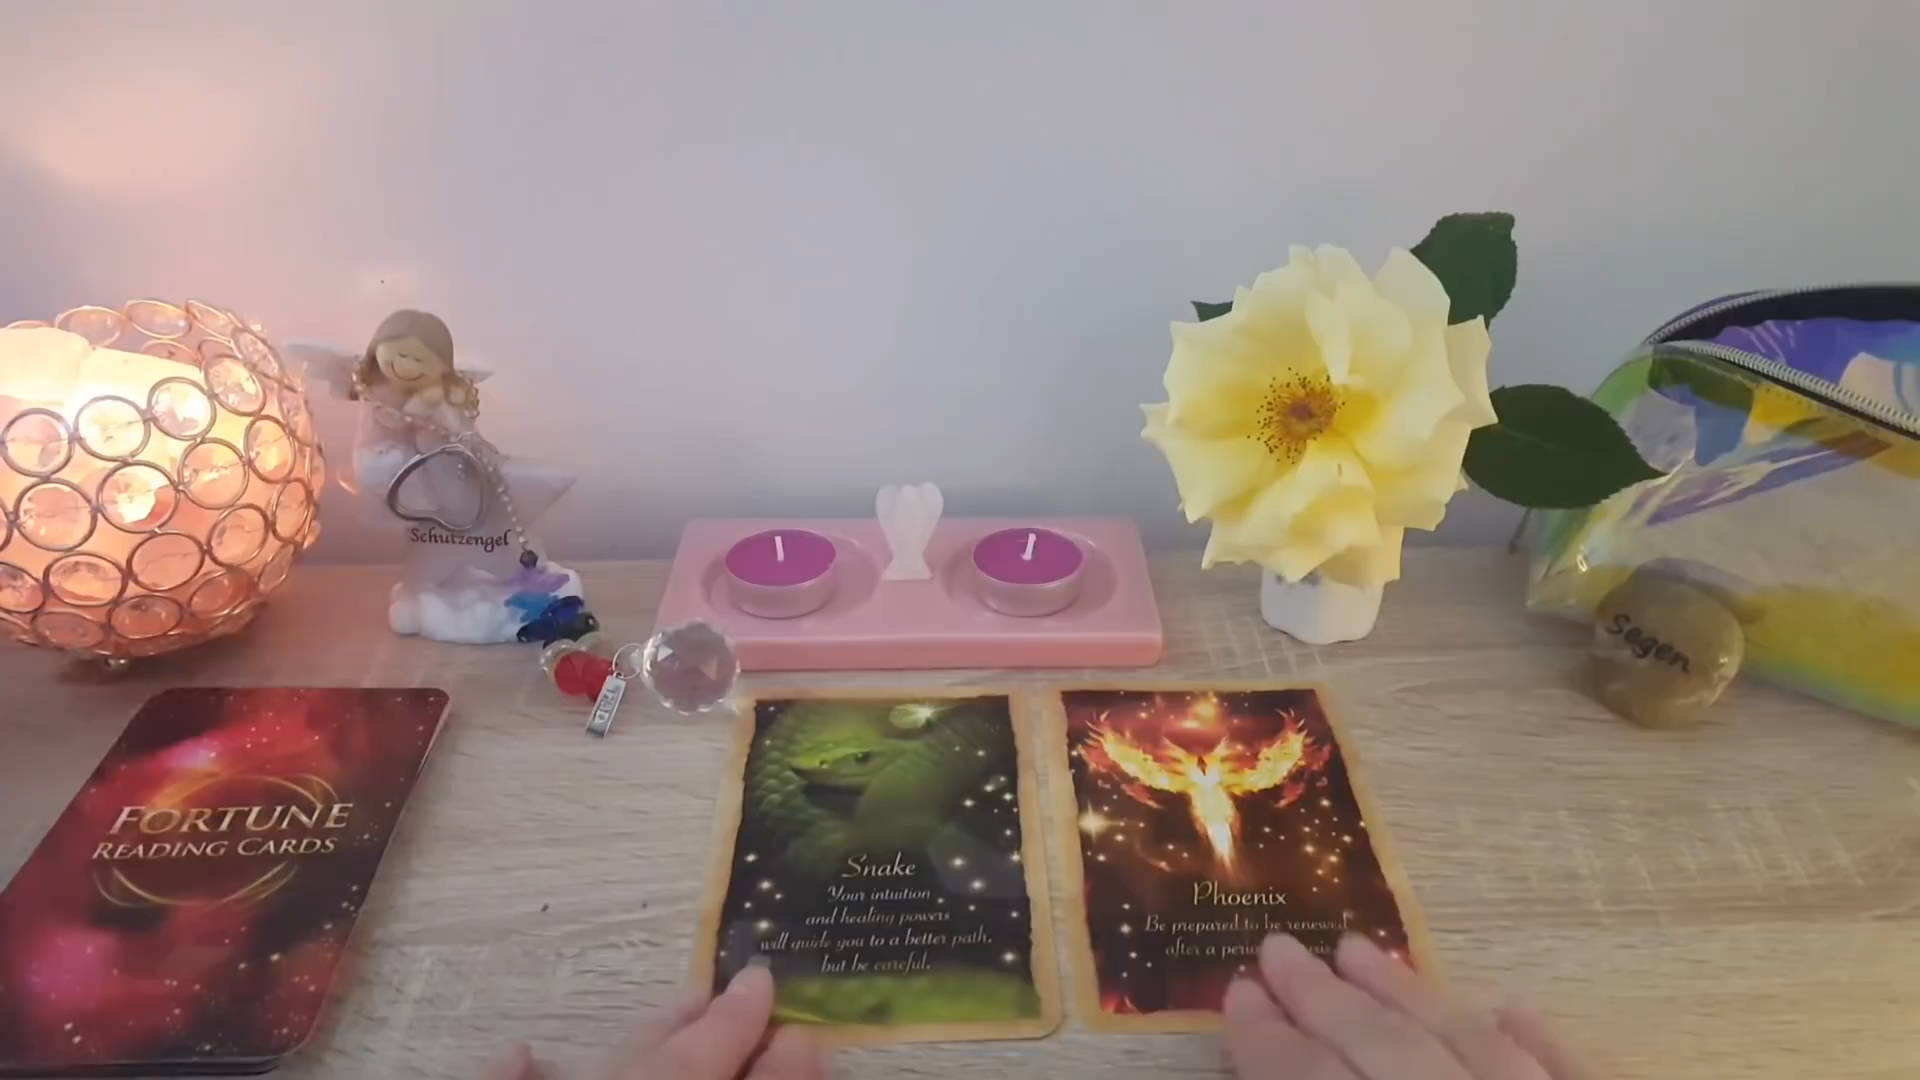 Schutzengel
Segen
FORTUNE
READING CARDS
Snake
Your intuition
and healing powers
will guide you to a better path,
but be careful.
Phoenix
Be prepared to be renewed
after a